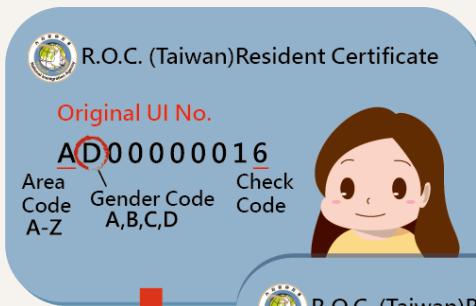 R.O.C. (Taiwan)Resident Certificate
Original UI No.
AD00000016
Area Code A-Z
Gender Code A,B,C,D
Check Code
R.O.C. (Taiwan)